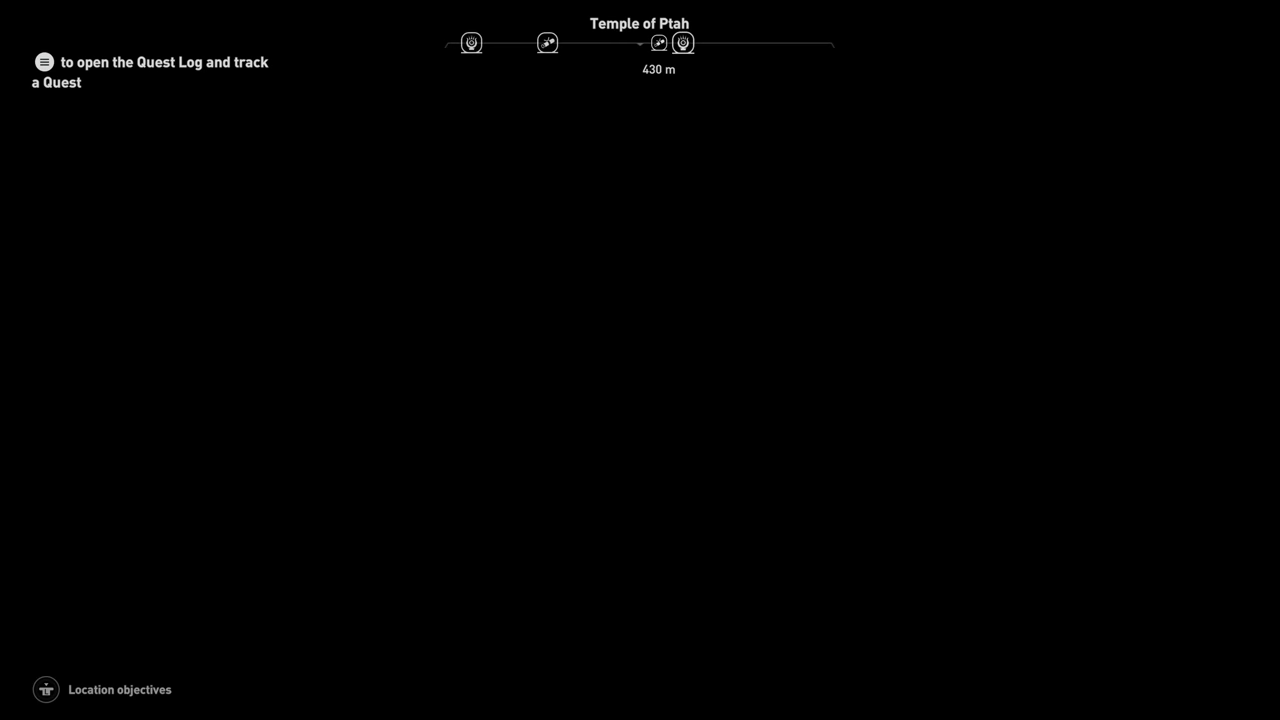 Temple of Ptah
430 m
to open the Quest Log and track
a Quest
Location objectives